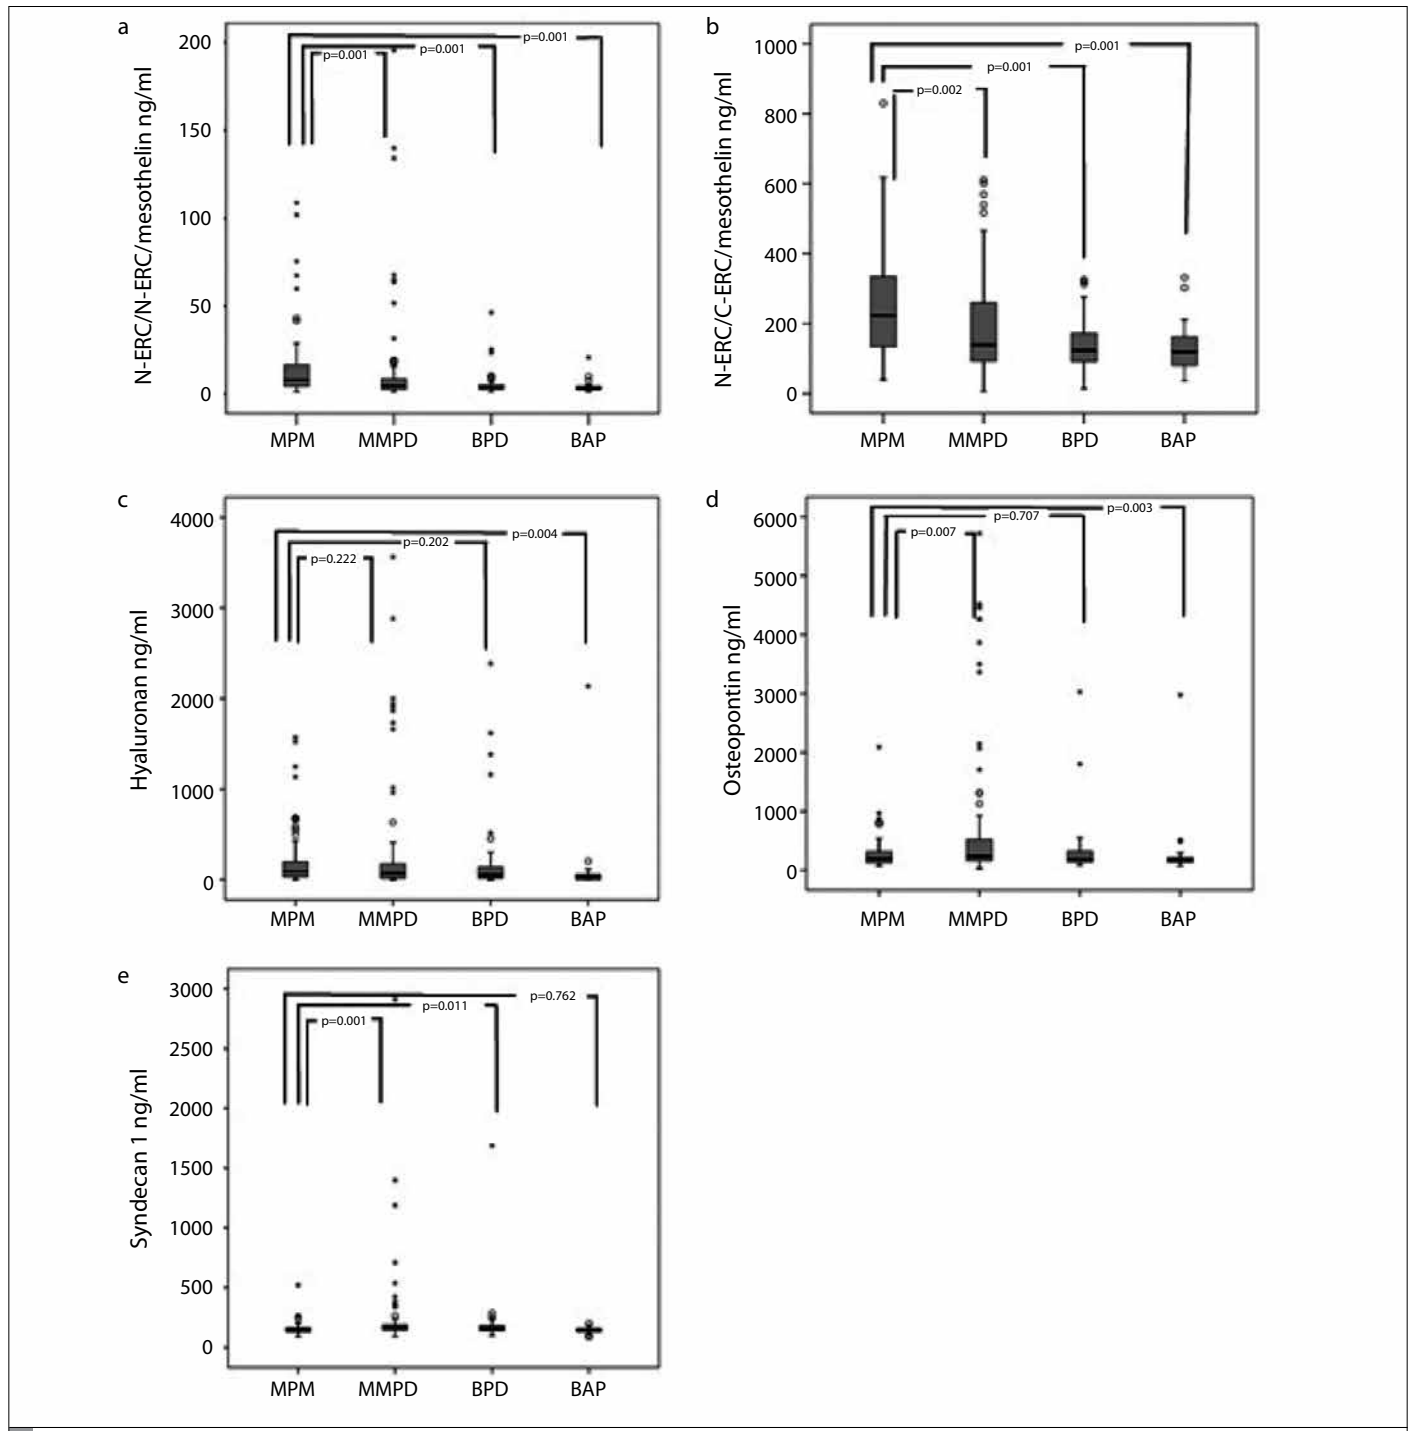 a
N-ERC/N-ERC/mesothelin ng/ml
200
150
100
50
0
p=0.001
p=0.001
p=0.001
MPM MMPD BPD BAP
b
N-ERC/C-ERC/mesothelin ng/ml
1000
800
600
400
200
0
p=0.001
p=0.001
p=0.002
MPM MMPD BPD BAP
c
Hyaluronan ng/ml
4000
3000
2000
1000
0
p=0.004
p=0.202
p=0.222
MPM MMPD BPD BAP
d
Osteopontin ng/ml
6000
5000
4000
3000
2000
1000
0
p=0.003
p=0.707
p=0.007
MPM MMPD BPD BAP
e
Syndecan 1 ng/ml
3000
2500
2000
1500
1000
500
0
p=0.762
p=0.011
p=0.001
MPM MMPD BPD BAP